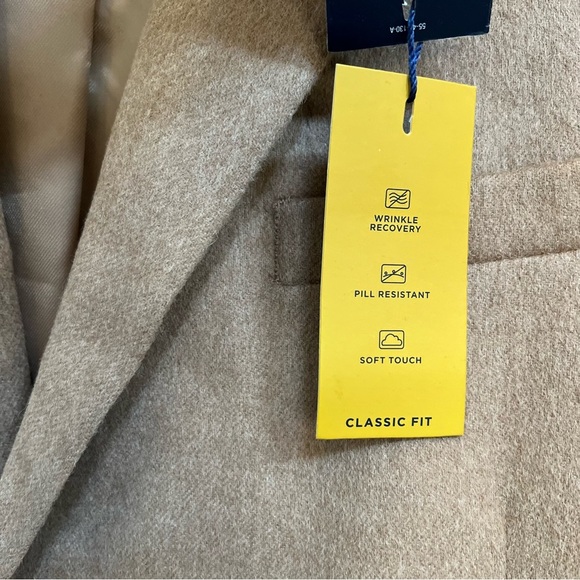 WRINKLE
RECOVERY
PILL RESISTANT
SOFT TOUCH
CLASSIC FIT